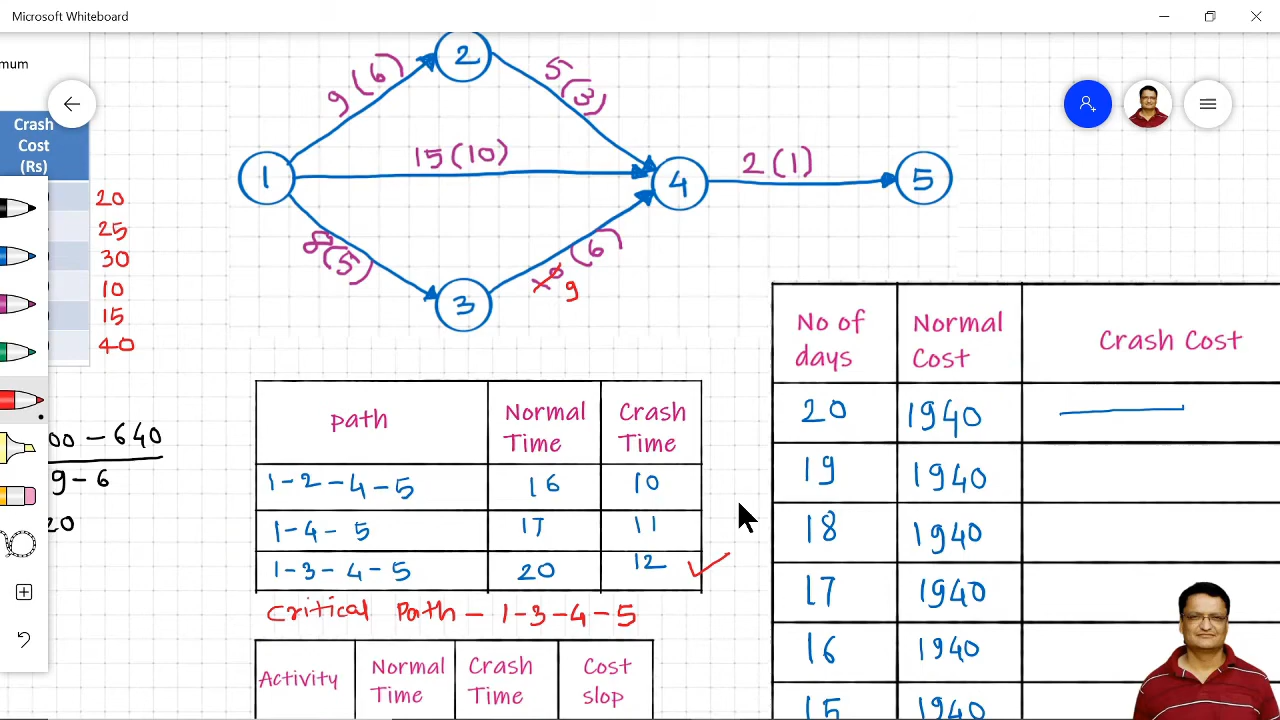 Microsoft Whiteboard
mum
Crash
Cost
(Rs)
20
25
30
10
15
40
00 - 640
9 - 6
20
1
2
3
4
5
9 (6)
5 (3)
15 (10)
2 (1)
8 (5)
10 (6)
9
path
Normal
Time
Crash
Time
1-2-4-5
16
10
1-4-5
17
11
1-3-4-5
20
12
Critical Path - 1-3-4-5
Activity
Normal
Time
Crash
Time
Cost
slop
No of
days
Normal
Cost
Crash Cost
20
1940
19
1940
18
1940
17
1940
16
1940
15
1940